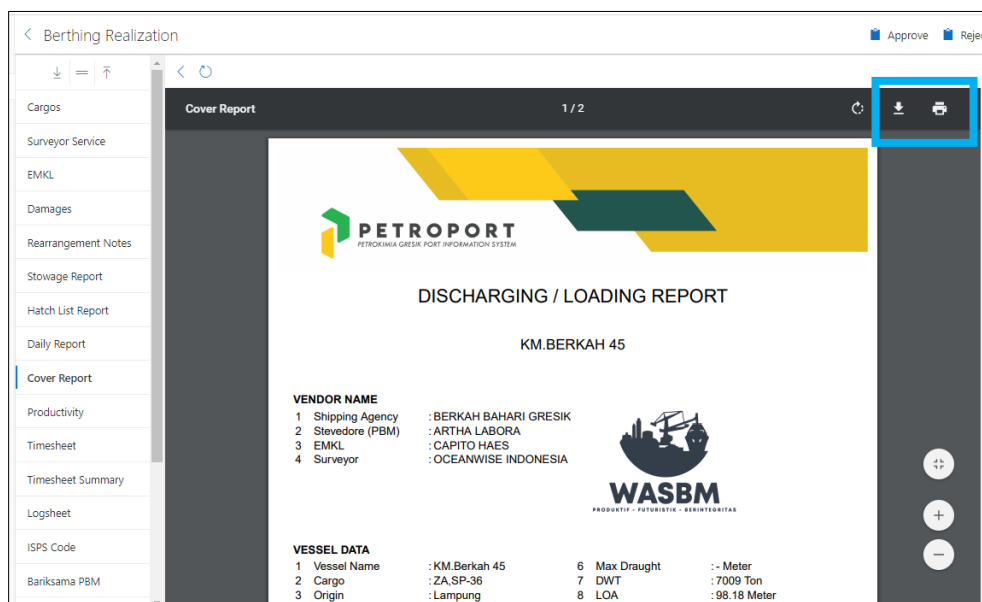 Berthing Realization
Approve
Reje
Cargos
Surveyor Service
EMKL
Damages
Rearrangement Notes
Stowage Report
Hatch List Report
Daily Report
Cover Report
Productivity
Timesheet
Timesheet Summary
Logsheet
ISPS Code
Bariksama PBM
Cover Report
1 / 2
PETROPORT
PETROKIMIA GRESIK PORT INFORMATION SYSTEM
DISCHARGING / LOADING REPORT
KM.BERKAH 45
VENDOR NAME
1 Shipping Agency : BERKAH BAHARI GRESIK
2 Stevedore (PBM) : ARTHA LABORA
3 EMKL : CAPITO HAES
4 Surveyor : OCEANWISE INDONESIA
WASBM
PRODUKTIF - FUTURISTIK - BERINTEGRITAS
VESSEL DATA
1 Vessel Name : KM.Berkah 45 6 Max Draught : - Meter
2 Cargo : ZA,SP-36 7 DWT : 7009 Ton
3 Origin : Lampung 8 LOA : 98.18 Meter